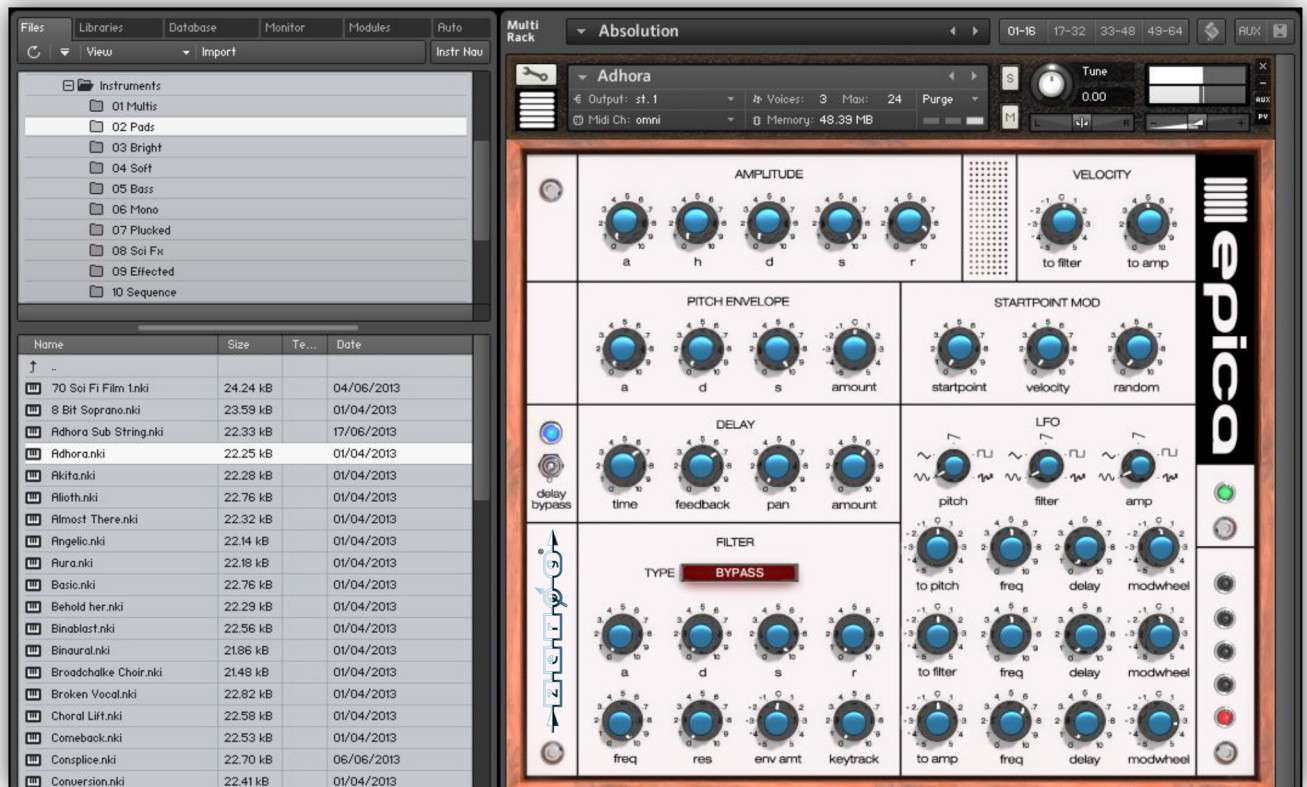 Files Libraries Database Monitor Modules Auto
View Import Instr Nav
Instruments
01 Multis
02 Pads
03 Bright
04 Soft
05 Bass
06 Mono
07 Plucked
08 Sci Fx
09 Effected
10 Sequence
Name Size Te... Date
..
70 Sci Fi Film 1.nki 24.24 kB 04/06/2013
8 Bit Soprano.nki 23.59 kB 01/04/2013
Adhora Sub String.nki 22.33 kB 17/06/2013
Adhora.nki 22.25 kB 01/04/2013
Akita.nki 22.28 kB 01/04/2013
Alioth.nki 22.76 kB 01/04/2013
Almost There.nki 22.32 kB 01/04/2013
Angelic.nki 22.14 kB 01/04/2013
Aura.nki 22.18 kB 01/04/2013
Basic.nki 22.76 kB 01/04/2013
Behold her.nki 22.29 kB 01/04/2013
Binablast.nki 22.56 kB 01/04/2013
Binaural.nki 21.86 kB 01/04/2013
Broadchalke Choir.nki 21.48 kB 01/04/2013
Broken Vocal.nki 22.82 kB 01/04/2013
Choral Lift.nki 22.58 kB 01/04/2013
Comeback.nki 22.53 kB 01/04/2013
Consplice.nki 22.70 kB 06/06/2013
Conversion.nki 22.41 kB 01/04/2013
Multi Rack
Absolution 01-16 17-32 33-48 49-64 AUX
Adhora S Tune
Output: st. 1 Voices: 3 Max: 24 Purge 0.00 AUX
Midi Ch: omni Memory: 48.39 MB M L R - + PV
AMPLITUDE
a h d s r
VELOCITY
to filter to amp
PITCH ENVELOPE
a d s amount
STARTPOINT MOD
startpoint velocity random
delay bypass
DELAY
time feedback pan amount
LFO
pitch filter amp
to pitch freq delay modwheel
to filter freq delay modwheel
to amp freq delay modwheel
FILTER
TYPE BYPASS
a d s r
freq res env amt keytrack
epica